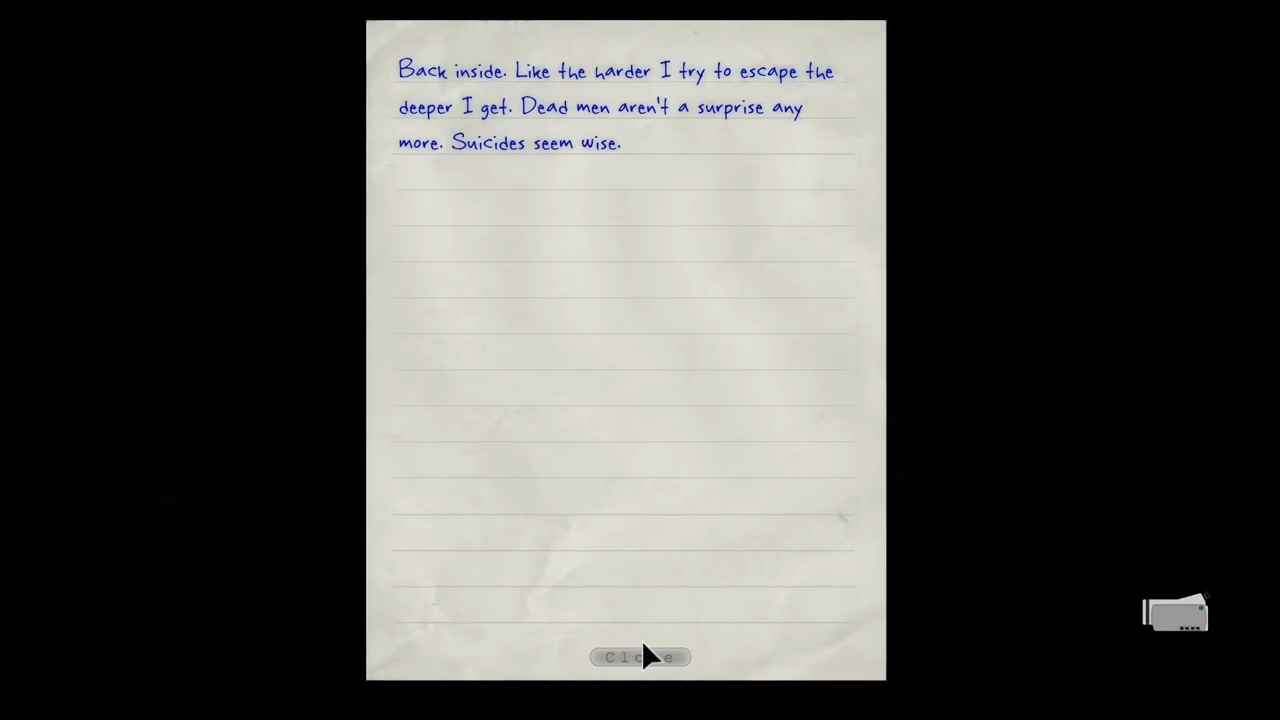 Back inside. Like the harder I try to escape the
deeper I get. Dead men aren't a surprise any
more. Suicides seem wise.
Close